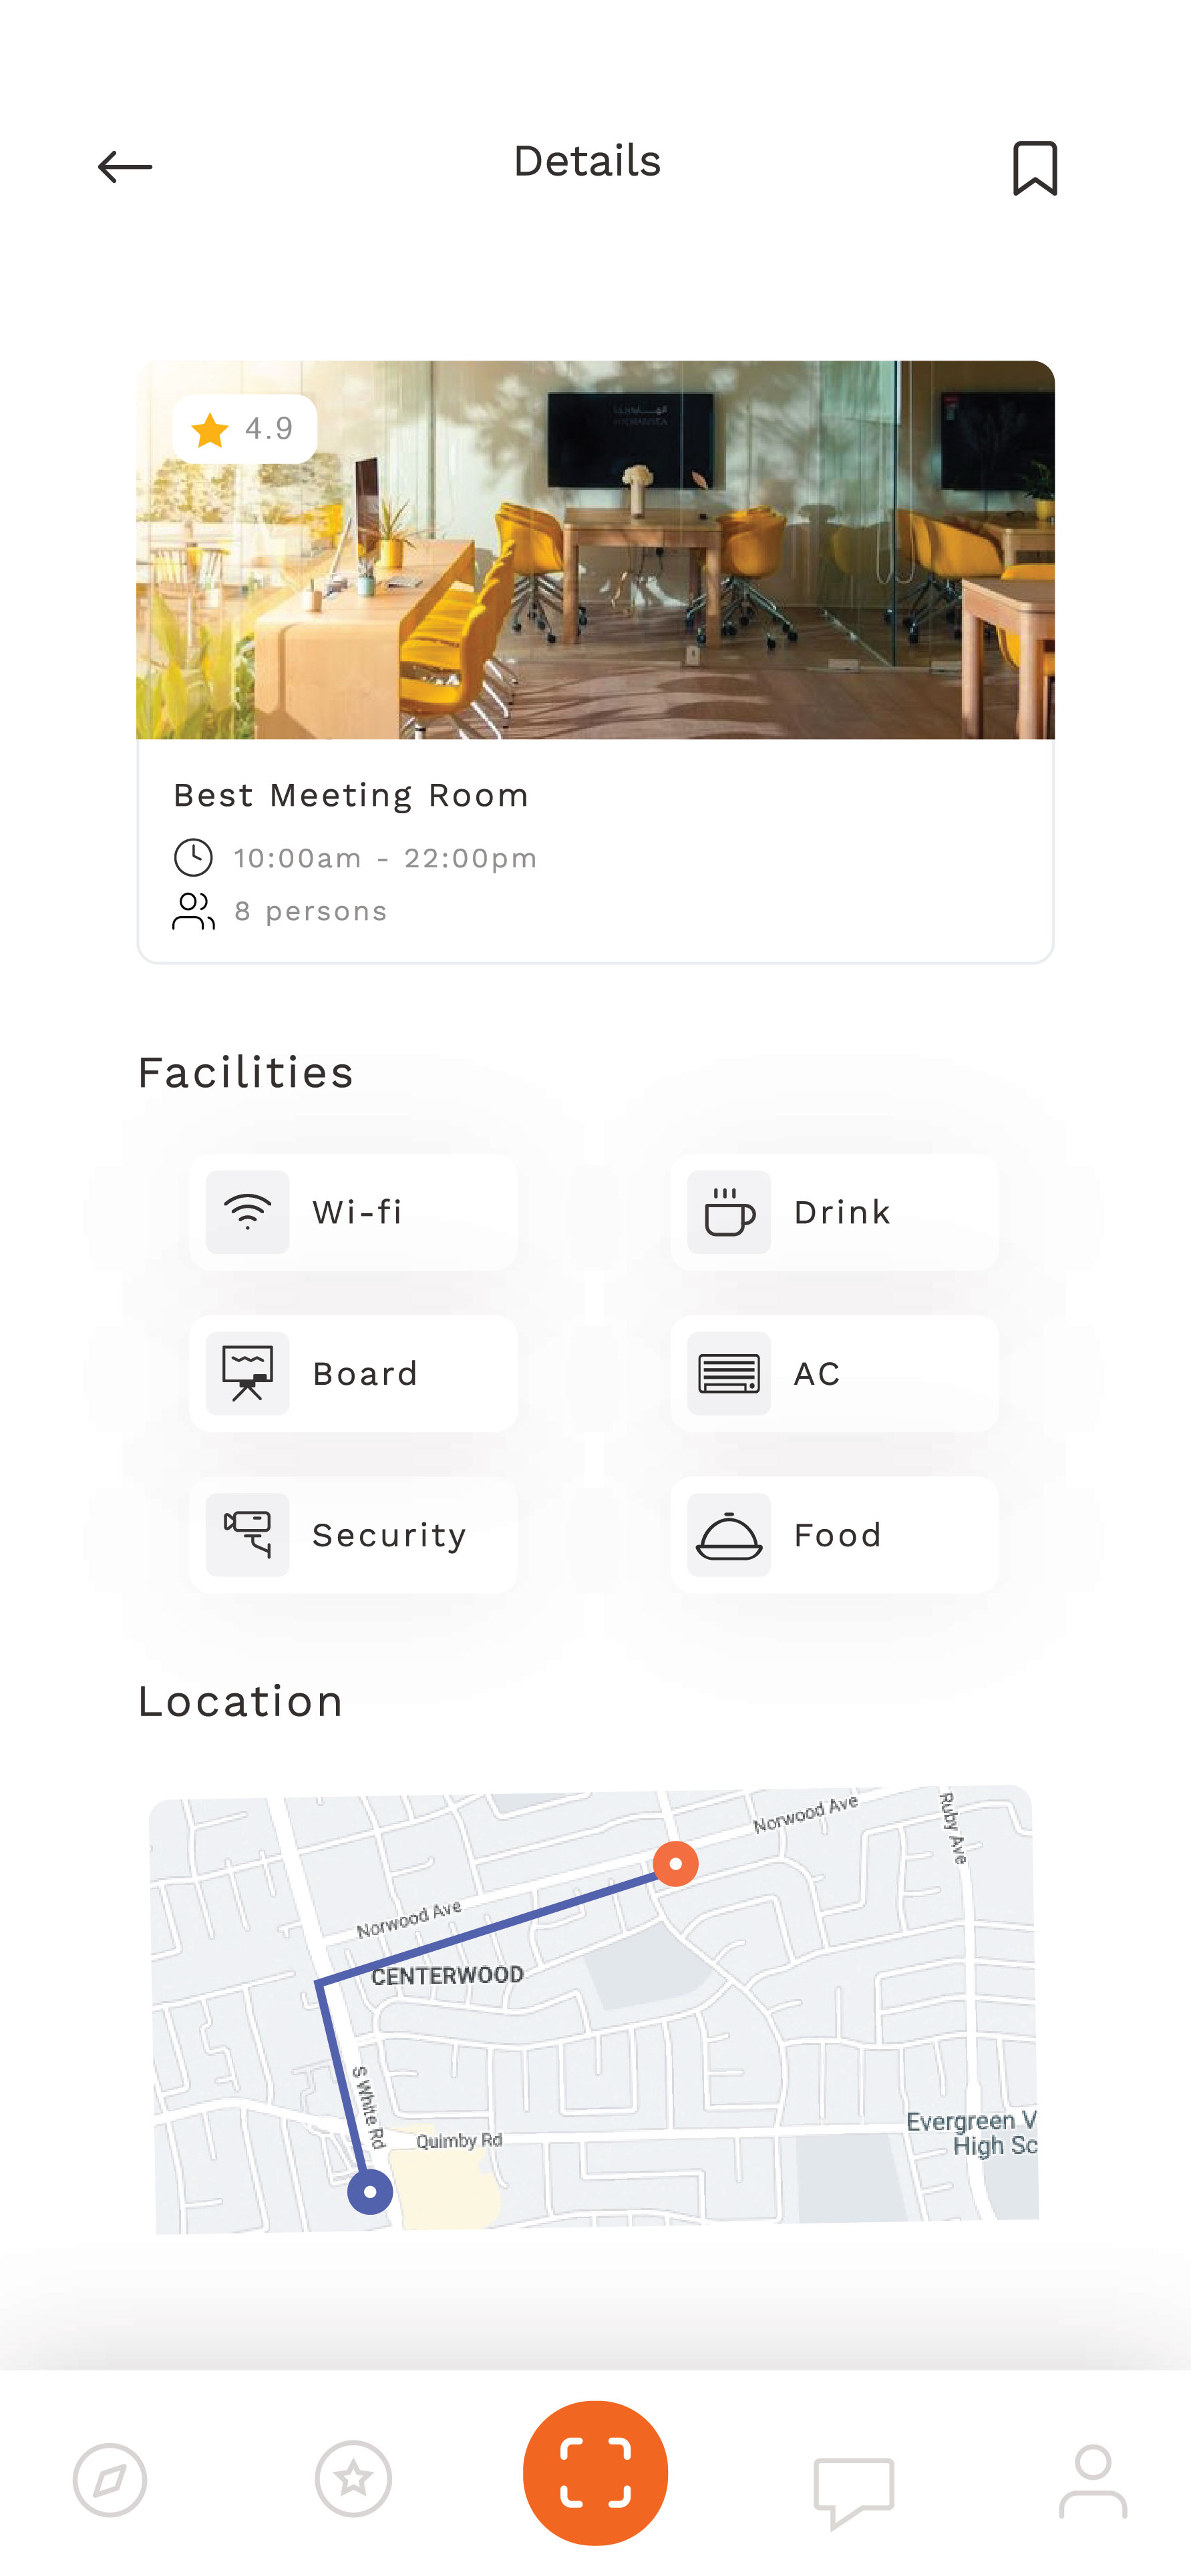 Details
4.9
Best Meeting Room
10:00am - 22:00pm
8 persons
Facilities
Wi-fi
Drink
Board
AC
Security
Food
Location
Norwood Ave
Ruby Ave
Norwood Ave
CENTERWOOD
S White Rd
Quimby Rd
Evergreen V
High Sc